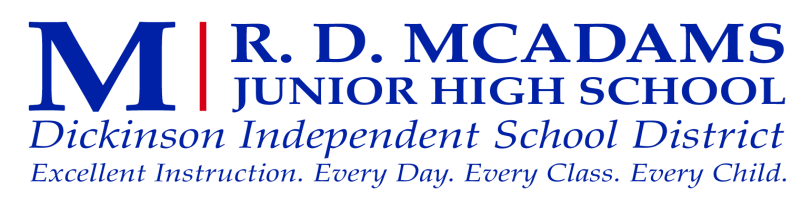 M
R. D. MCADAMS
JUNIOR HIGH SCHOOL
Dickinson Independent School District
Excellent Instruction. Every Day. Every Class. Every Child.